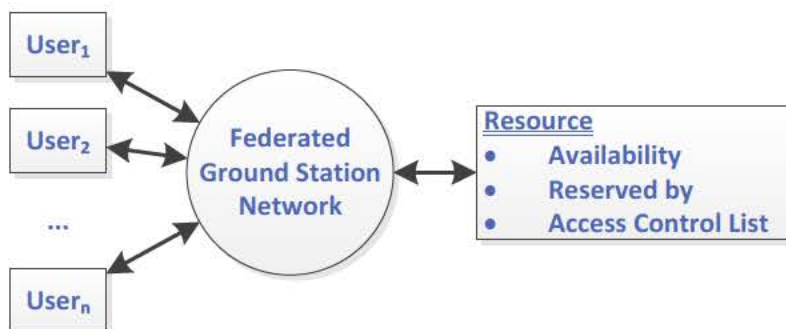 User₁
User₂
...
Userₙ
Federated
Ground Station
Network
Resource
• Availability
• Reserved by
• Access Control List